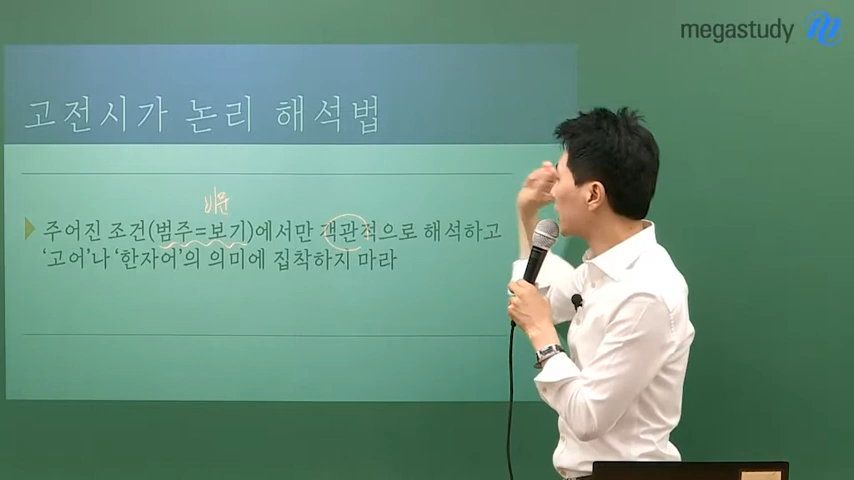 megastudy
고전시가 논리 해석법
주어진 조건(범주=보기)에서만 객관적으로 해석하고
‘고어’나 ‘한자어’의 의미에 집착하지 마라